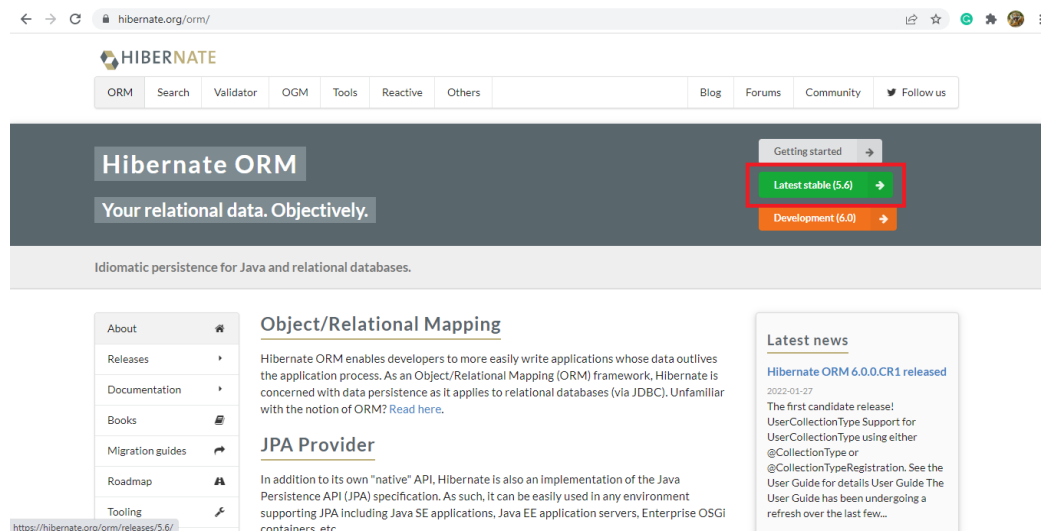 hibernate.org/orm/
HIBERNATE
ORM Search Validator OGM Tools Reactive Others Blog Forums Community Follow us
Hibernate ORM
Your relational data. Objectively.
Getting started
Latest stable (5.6)
Development (6.0)
Idiomatic persistence for Java and relational databases.
About
Releases
Documentation
Books
Migration guides
Roadmap
Tooling
Object/Relational Mapping
Hibernate ORM enables developers to more easily write applications whose data outlives
the application process. As an Object/Relational Mapping (ORM) framework, Hibernate is
concerned with data persistence as it applies to relational databases (via JDBC). Unfamiliar
with the notion of ORM? Read here.
JPA Provider
In addition to its own "native" API, Hibernate is also an implementation of the Java
Persistence API (JPA) specification. As such, it can be easily used in any environment
supporting JPA including Java SE applications, Java EE application servers, Enterprise OSGi
containers, etc.
Latest news
Hibernate ORM 6.0.0.CR1 released
2022-01-27
The first candidate release!
UserCollectionType Support for
UserCollectionType using either
@CollectionType or
@CollectionTypeRegistration. See the
User Guide for details User Guide The
User Guide has been undergoing a
refresh over the last few...
https://hibernate.org/orm/releases/5.6/